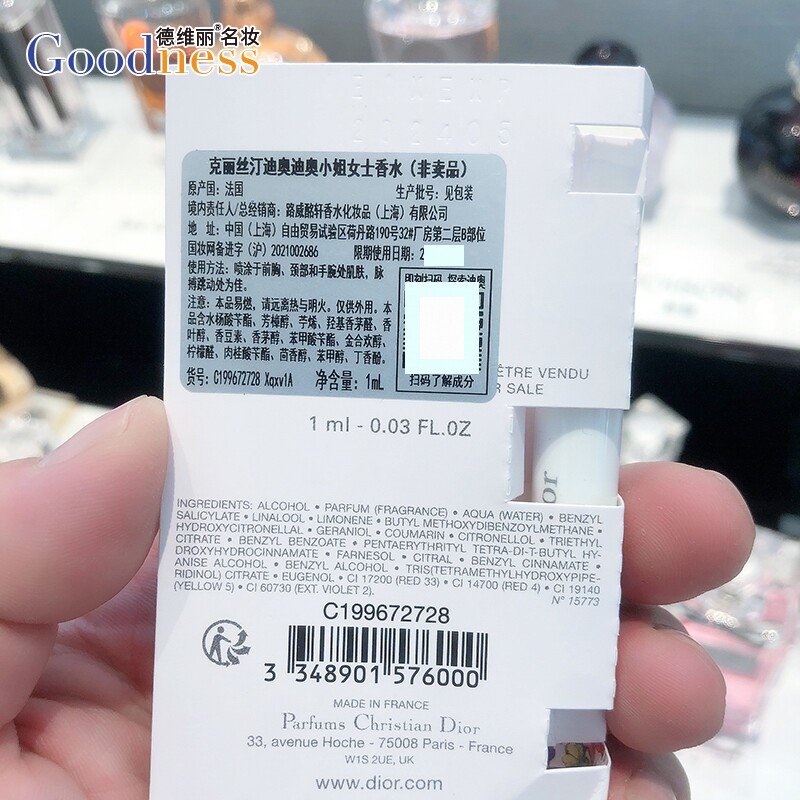 德维丽®名妆
Goodness
克丽丝汀迪奥迪奥小姐女士香水（非卖品）
原产国：法国 生产批号：见包装
境内责任人/总经销商：路威酩轩香水化妆品（上海）有限公司
地 址：中国（上海）自由贸易试验区荷丹路190号32#厂房第二层B部位
国妆网备进字（沪）2021002686 限期使用日期：2
使用方法：喷涂于前胸、颈部和手腕处肌肤，脉
搏跳动处为佳。
即刻扫码 探索迪奥
注意：本品易燃，请远离热与明火。仅供外用。本
品含水杨酸苄酯、芳樟醇、苧烯、羟基香茅醛、香
叶醇、香豆素、香茅醇、苯甲酸苄酯、金合欢醇、
柠檬醛、肉桂酸苄酯、茴香醇、苯甲醇、丁香酚。
扫码了解成分
货号：C199672728 Xqxv1A 净含量：1mL
ÊTRE VENDU
R SALE
1 ml - 0.03 FL.OZ
or
INGREDIENTS: ALCOHOL • PARFUM (FRAGRANCE) • AQUA (WATER) • BENZYL
SALICYLATE • LINALOOL • LIMONENE • BUTYL METHOXYDIBENZOYLMETHANE •
HYDROXYCITRONELLAL • GERANIOL • COUMARIN • CITRONELLOL • TRIETHYL
CITRATE • BENZYL BENZOATE • PENTAERYTHRITYL TETRA-DI-T-BUTYL HY-
DROXYHYDROCINNAMATE • FARNESOL • CITRAL • BENZYL CINNAMATE •
ANISE ALCOHOL • BENZYL ALCOHOL • TRIS(TETRAMETHYLHYDROXYPIPE-
RIDINOL) CITRATE • EUGENOL • CI 17200 (RED 33) • CI 14700 (RED 4) • CI 19140
(YELLOW 5) • CI 60730 (EXT. VIOLET 2).
N° 15773
C199672728
3 348901 576000
MADE IN FRANCE
Parfums Christian Dior
33, avenue Hoche - 75008 Paris - France
W1S 2UE, UK
www.dior.com